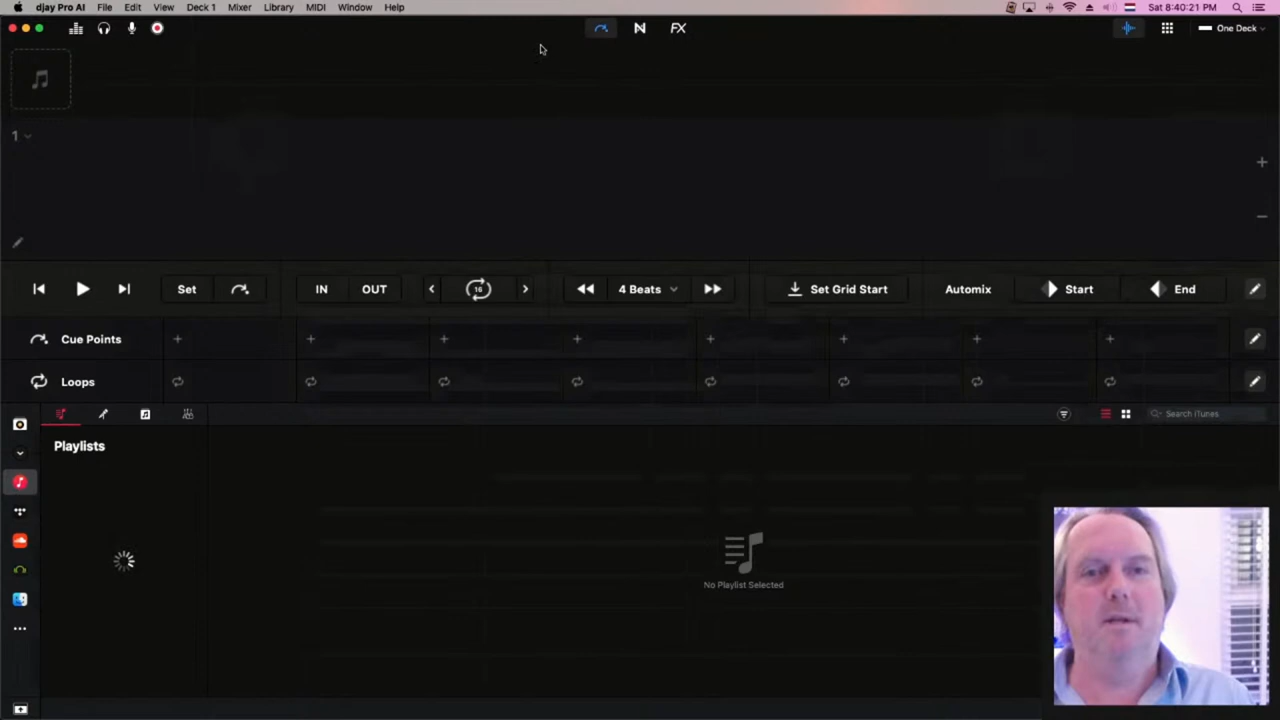 djay Pro AI File Edit View Deck 1 Mixer Library MIDI Window Help Sat 8:40:21 PM
N FX One Deck
1
Set IN OUT 16 4 Beats Set Grid Start Automix Start End
Cue Points
Loops
Search iTunes
Playlists
No Playlist Selected